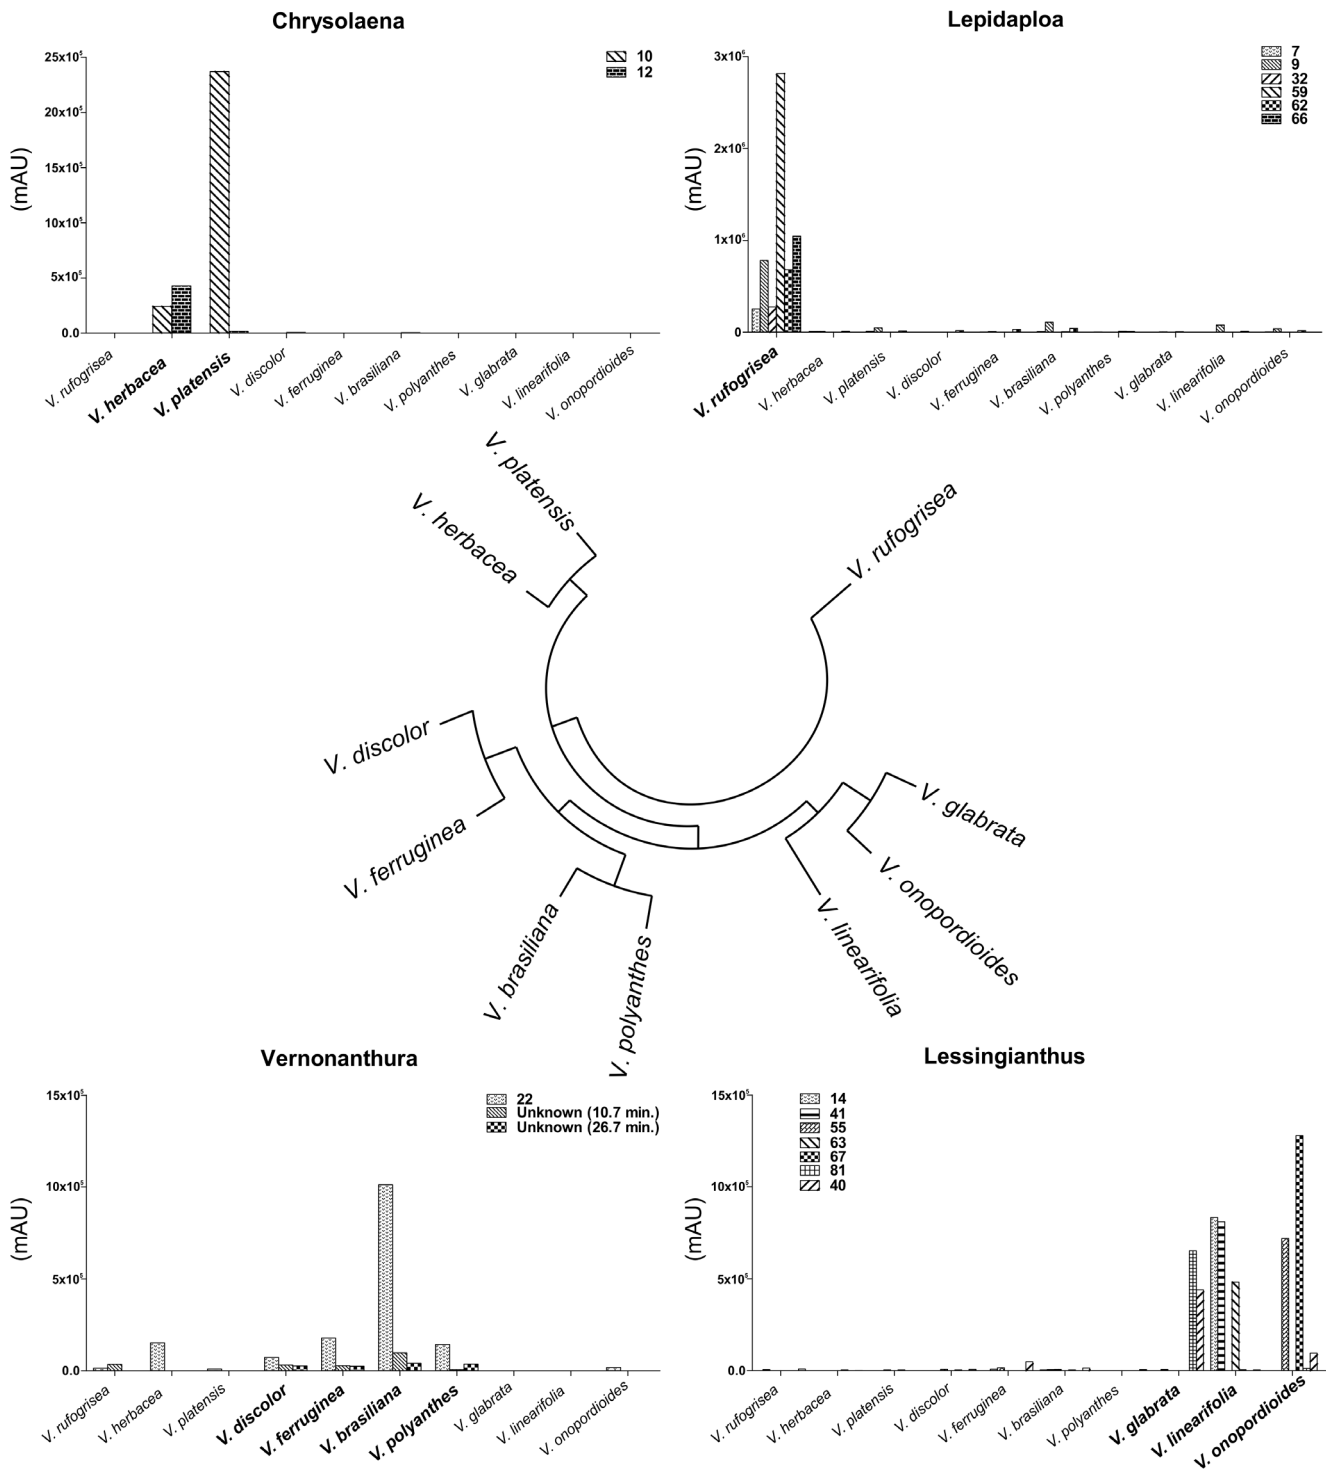 Chrysolaena
(mAU)
25x10⁵
20x10⁵
15x10⁵
10x10⁵
5x10⁵
0.0
10
12
V. rufogrisea
V. herbacea
V. platensis
V. discolor
V. ferruginea
V. brasiliana
V. polyanthes
V. glabrata
V. linearifolia
V. onopordioides
Lepidaploa
(mAU)
3x10⁶
2x10⁶
1x10⁶
0
7
9
32
59
62
66
V. rufogrisea
V. herbacea
V. platensis
V. discolor
V. ferruginea
V. brasiliana
V. polyanthes
V. glabrata
V. linearifolia
V. onopordioides
V. platensis
V. herbacea
V. rufogrisea
V. discolor
V. ferruginea
V. brasiliana
V. polyanthes
V. linearifolia
V. onopordioides
V. glabrata
Vernonanthura
(mAU)
15x10⁵
10x10⁵
5x10⁵
0.0
22
Unknown (10.7 min.)
Unknown (26.7 min.)
V. rufogrisea
V. herbacea
V. platensis
V. discolor
V. ferruginea
V. brasiliana
V. polyanthes
V. glabrata
V. linearifolia
V. onopordioides
Lessingianthus
(mAU)
15x10⁵
10x10⁵
5x10⁵
0.0
14
41
55
63
67
81
40
V. rufogrisea
V. herbacea
V. platensis
V. discolor
V. ferruginea
V. brasiliana
V. polyanthes
V. glabrata
V. linearifolia
V. onopordioides